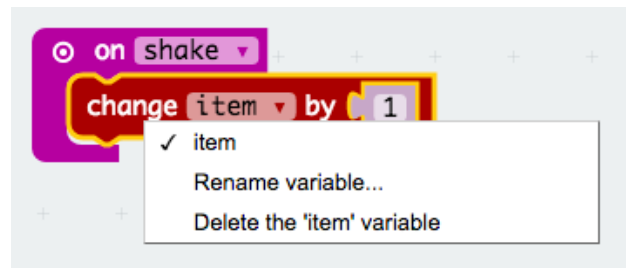 on shake
change item by 1
✓ item
Rename variable...
Delete the 'item' variable